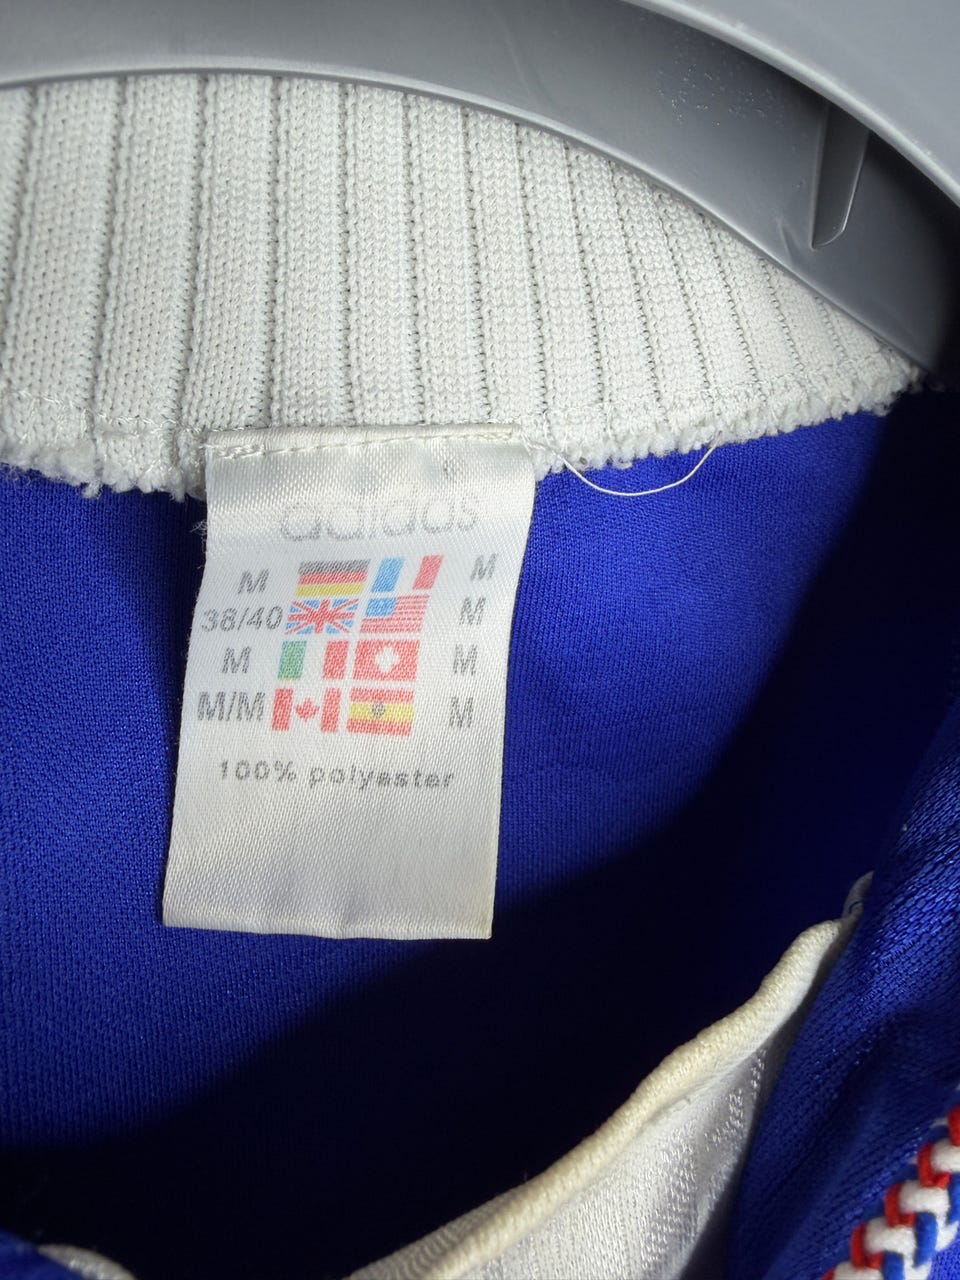 adidas
M M
38/40 M
M M
M/M M
100% polyester